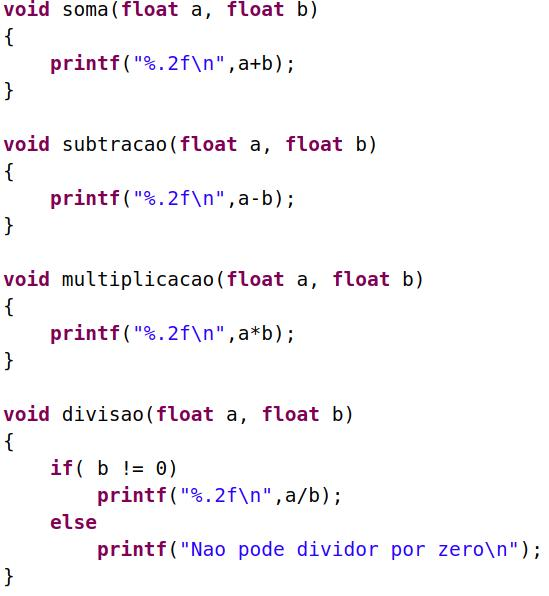 void soma(float a, float b)
{
    printf("%.2f\n",a+b);
}

void subtracao(float a, float b)
{
    printf("%.2f\n",a-b);
}

void multiplicacao(float a, float b)
{
    printf("%.2f\n",a*b);
}

void divisao(float a, float b)
{
    if( b != 0)
        printf("%.2f\n",a/b);
    else
        printf("Nao pode dividor por zero\n");
}